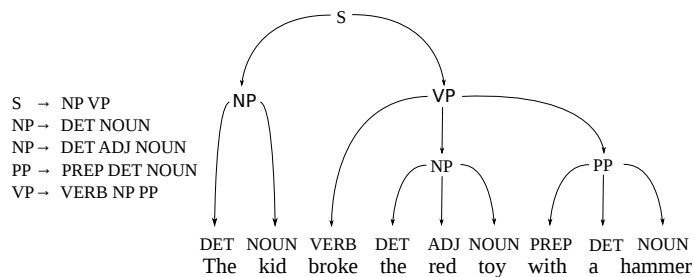 S
NP VP
S → NP VP
NP → DET NOUN
NP → DET ADJ NOUN
PP → PREP DET NOUN
VP → VERB NP PP
NP PP
DET NOUN VERB DET ADJ NOUN PREP DET NOUN
The kid broke the red toy with a hammer